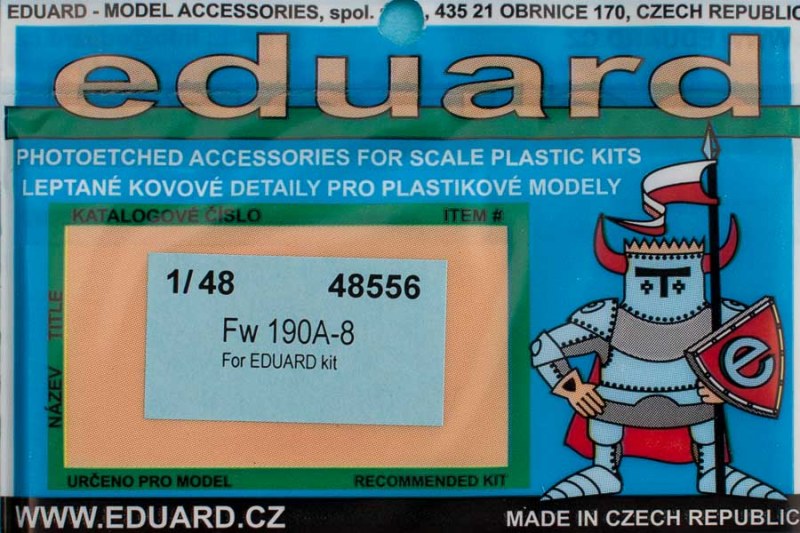 EDUARD - MODEL ACCESSORIES, spol. 435 21 OBRNICE 170, CZECH REPUBLIC
eduard
PHOTOETCHED ACCESSORIES FOR SCALE PLASTIC KITS
LEPTANÉ KOVOVÉ DETAILY PRO PLASTIKOVÉ MODELY
KATALOGOVÉ ČÍSLO ITEM #
NÁZEV TITLE
1/48 48556
Fw 190A-8
For EDUARD kit
e
URČENO PRO MODEL RECOMMENDED KIT
WWW.EDUARD.CZ MADE IN CZECH REPUBLIC